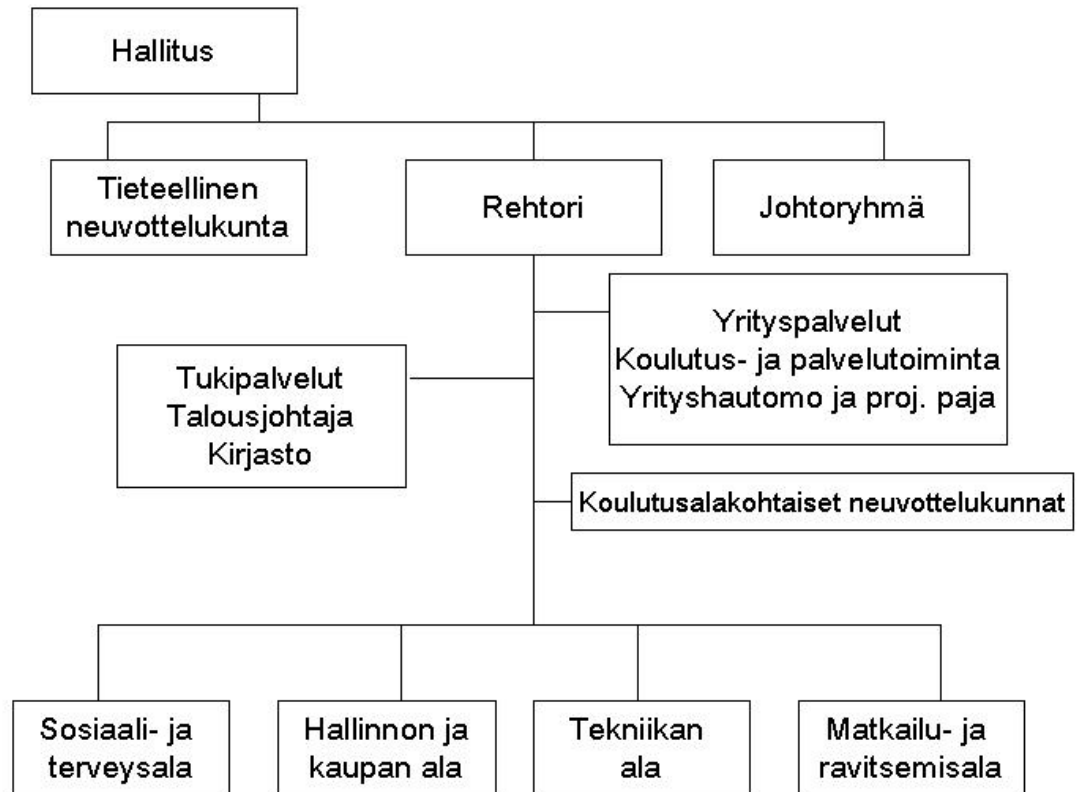 Hallitus
Tieteellinen
neuvottelukunta
Rehtori
Johtoryhmä
Yrityspalvelut
Koulutus- ja palvelutoiminta
Yrityshautomo ja proj. paja
Tukipalvelut
Talousjohtaja
Kirjasto
Koulutusalakohtaiset neuvottelukunnat
Sosiaali- ja
terveysala
Hallinnon ja
kaupan ala
Tekniikan
ala
Matkailu- ja
ravitsemisala